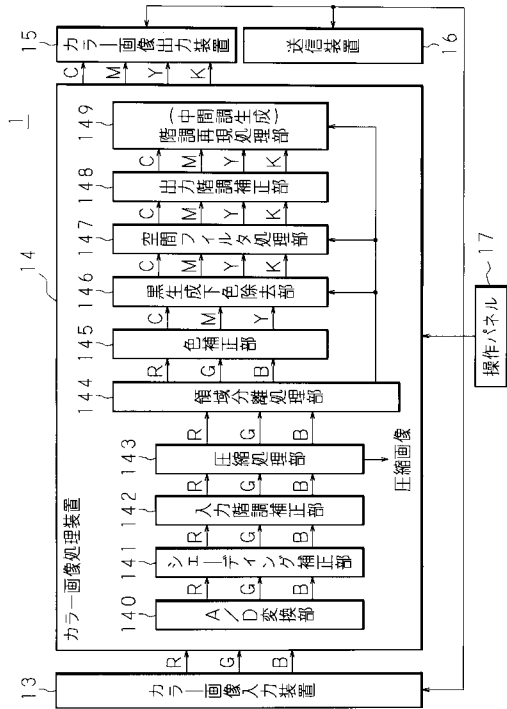 1
13
カラー画像入力装置
R
G
B
14
カラー画像処理装置
140
A/D変換部
R
G
B
141
シェーディング補正部
R
G
B
142
入力階調補正部
R
G
B
143
圧縮処理部
圧縮画像
R
G
B
144
領域分離処理部
R
G
B
145
色補正部
C
M
Y
146
黒生成下色除去部
C
M
Y
K
147
空間フィルタ処理部
C
M
Y
K
148
出力階調補正部
C
M
Y
K
149
階調再現処理部
(中間調生成)
C
M
Y
K
15
カラー画像出力装置
送信装置
16
操作パネル
17